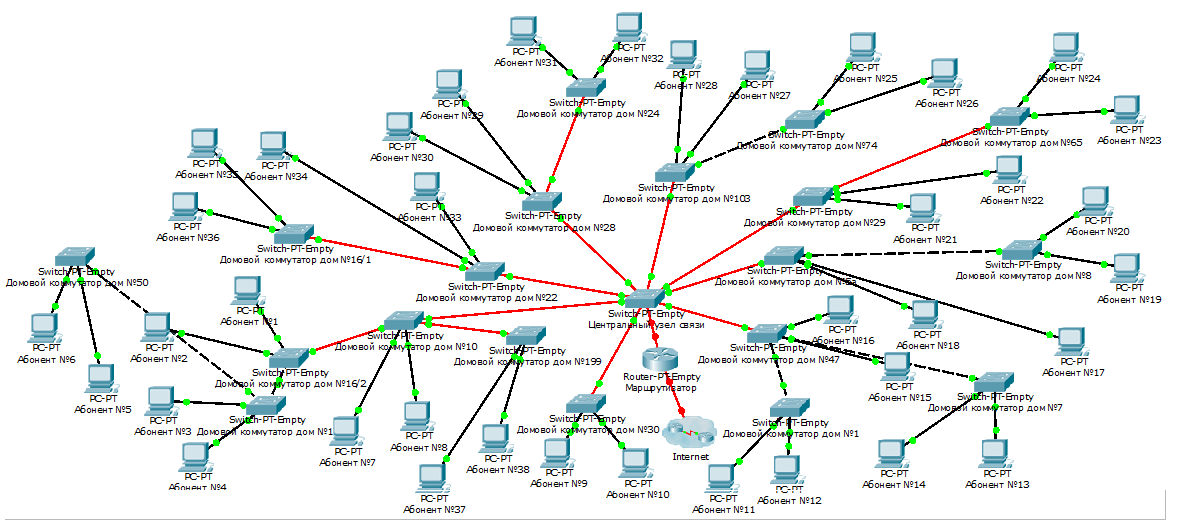 PC-PT
Абонент №31
PC-PT
Абонент №32
PC-PT
Абонент №28
PC-PT
Абонент №27
PC-PT
Абонент №25
PC-PT
Абонент №26
PC-PT
Абонент №24
PC-PT
Абонент №23
PC-PT
Абонент №29
PC-PT
Абонент №30
Switch-PT-Empty
Домовой коммутатор дом №24
Switch-PT-Empty
Домовой коммутатор дом №74
Switch-PT-Empty
Домовой коммутатор дом №65
PC-PT
Абонент №35
PC-PT
Абонент №34
PC-PT
Абонент №33
PC-PT
Абонент №36
Switch-PT-Empty
Домовой коммутатор дом №28
Switch-PT-Empty
Домовой коммутатор дом №103
Switch-PT-Empty
Домовой коммутатор дом №29
PC-PT
Абонент №22
PC-PT
Абонент №21
PC-PT
Абонент №20
PC-PT
Абонент №19
Switch-PT-Empty
Домовой коммутатор дом №16/1
Switch-PT-Empty
Домовой коммутатор дом №22
Switch-PT-Empty
Домовой коммутатор дом
Switch-PT-Empty
Домовой коммутатор дом №8
Switch-PT-Empty
Домовой коммутатор дом №50
PC-PT
Абонент №1
PC-PT
Абонент №2
PC-PT
Абонент №6
PC-PT
Абонент №5
Switch-PT-Empty
Домовой коммутатор дом №10
Switch-PT-Empty
Домовой коммутатор дом №199
Switch-PT-Empty
Центральный узел связи
PC-PT
Абонент №16
PC-PT
Абонент №18
PC-PT
Абонент №17
Switch-PT-Empty
Домовой коммутатор дом №47
PC-PT
Абонент №15
Switch-PT-Empty
Домовой коммутатор дом №16/2
Router-PT-Empty
Маршрутизатор
Switch-PT-Empty
Домовой коммутатор дом №7
PC-PT
Абонент №3
Switch-PT-Empty
Домовой коммутатор дом №1
PC-PT
Абонент №4
PC-PT
Абонент №7
PC-PT
Абонент №8
PC-PT
Абонент №38
PC-PT
Абонент №37
Switch-PT-Empty
Домовой коммутатор дом №30
Internet
Switch-PT-Empty
Домовой коммутатор дом №1
PC-PT
Абонент №9
PC-PT
Абонент №10
PC-PT
Абонент №11
PC-PT
Абонент №12
PC-PT
Абонент №14
PC-PT
Абонент №13